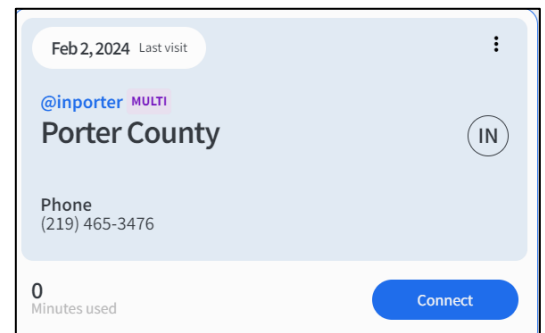 Feb 2, 2024 Last visit
@inporter MULTI
Porter County
IN
Phone
(219) 465-3476
0
Minutes used
Connect